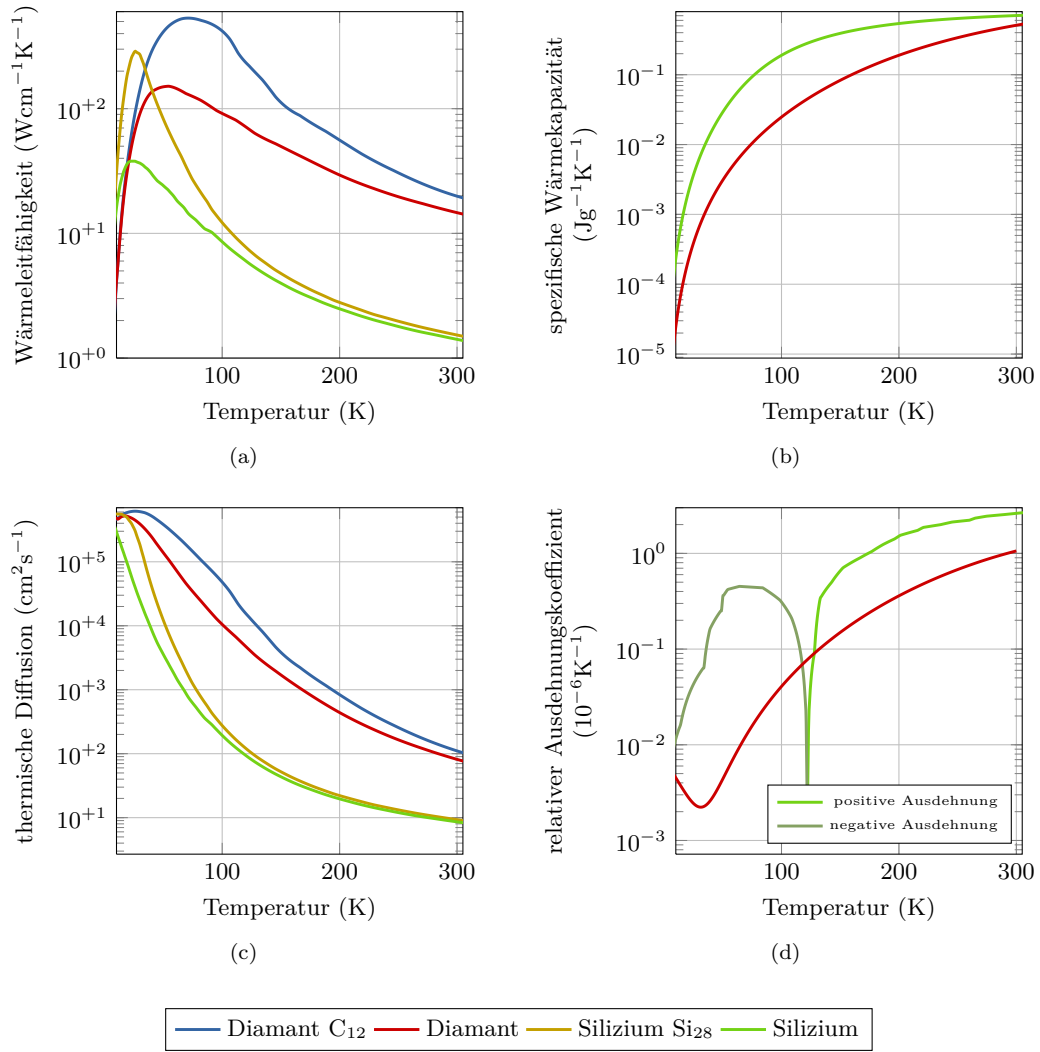 Wärmeleitfähigkeit (Wcm⁻¹K⁻¹)
10⁺²
10⁺¹
10⁺⁰
100 200 300
Temperatur (K)
(a)
spezifische Wärmekapazität
(Jg⁻¹K⁻¹)
10⁻¹
10⁻²
10⁻³
10⁻⁴
10⁻⁵
100 200 300
Temperatur (K)
(b)
thermische Diffusion (cm²s⁻¹)
10⁺⁵
10⁺⁴
10⁺³
10⁺²
10⁺¹
100 200 300
Temperatur (K)
(c)
relativer Ausdehnungskoeffizient
(10⁻⁶K⁻¹)
10⁰
10⁻¹
10⁻²
10⁻³
positive Ausdehnung
negative Ausdehnung
100 200 300
Temperatur (K)
(d)
Diamant C₁₂ Diamant Silizium Si₂₈ Silizium